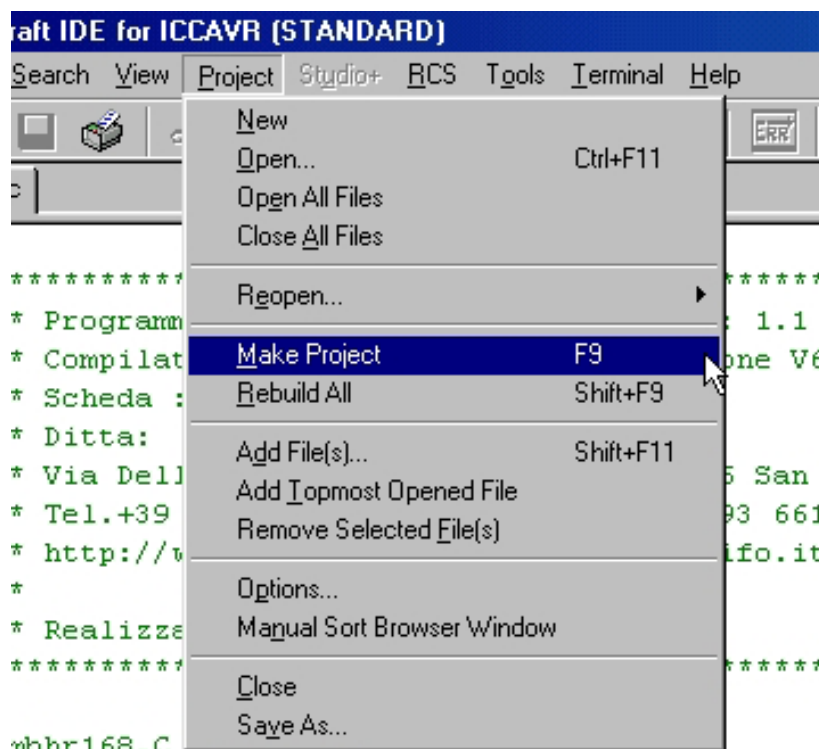 raft IDE for ICCAVR (STANDARD)
Search View Project Studio+ RCS Tools Terminal Help
ERR
c
New
Open... Ctrl+F11
Open All Files
Close All Files
***********
******
Reopen...
* Programm : 1.1
Make Project F9
* Compilat one V6
Rebuild All Shift+F9
* Scheda :
Add File(s)... Shift+F11
* Ditta:
* Via Dell San
Add Topmost Opened File
* Tel.+39 93 661
Remove Selected File(s)
* http://w ifo.it
*
Options...
* Realizza
Manual Sort Browser Window
***********
******
Close
Save As...